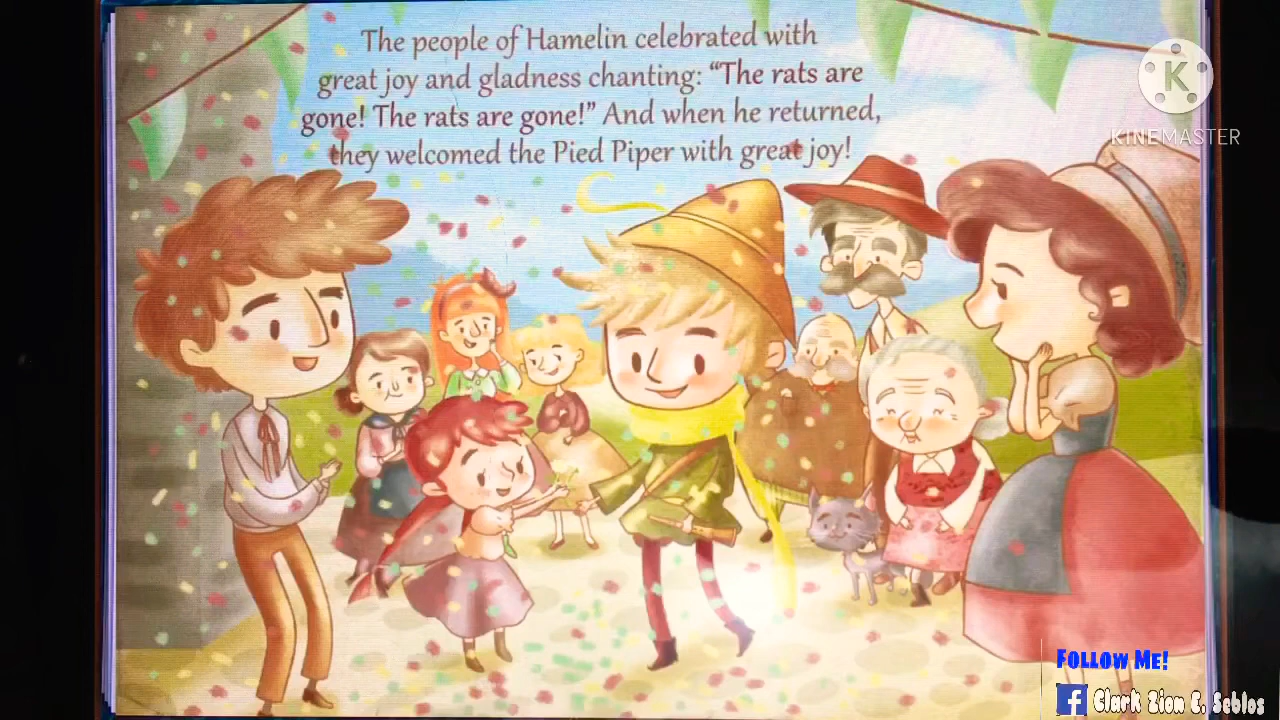 The people of Hamelin celebrated with
great joy and gladness chanting: “The rats are
gone! The rats are gone!” And when he returned,
they welcomed the Pied Piper with great joy!
K
KINEMASTER
Follow Me!
f Clark Zion C. Sebios